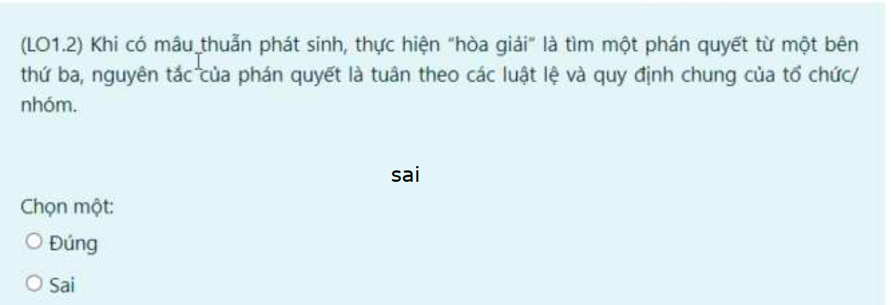 (LO1.2) Khi có mâu thuẫn phát sinh, thực hiện "hòa giải" là tìm một phán quyết từ một bên
thứ ba, nguyên tắc của phán quyết là tuân theo các luật lệ và quy định chung của tổ chức/
nhóm.
sai
Chọn một:
Đúng
Sai